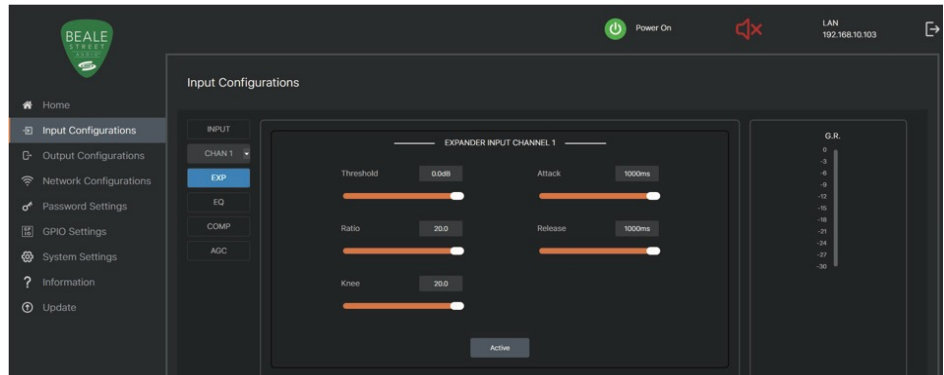 BEALE
STREET
AUDIO
Power On
LAN
192.168.10.103
Input Configurations
Home
Input Configurations
Output Configurations
Network Configurations
Password Settings
GPIO Settings
System Settings
Information
Update
INPUT
CHAN 1
EXP
EQ
COMP
AGC
EXPANDER INPUT CHANNEL 1
Threshold 0.0dB
Attack 1000ms
Ratio 20.0
Release 1000ms
Knee 20.0
Active
G.R.
0
-3
-6
-9
-12
-15
-18
-21
-24
-27
-30